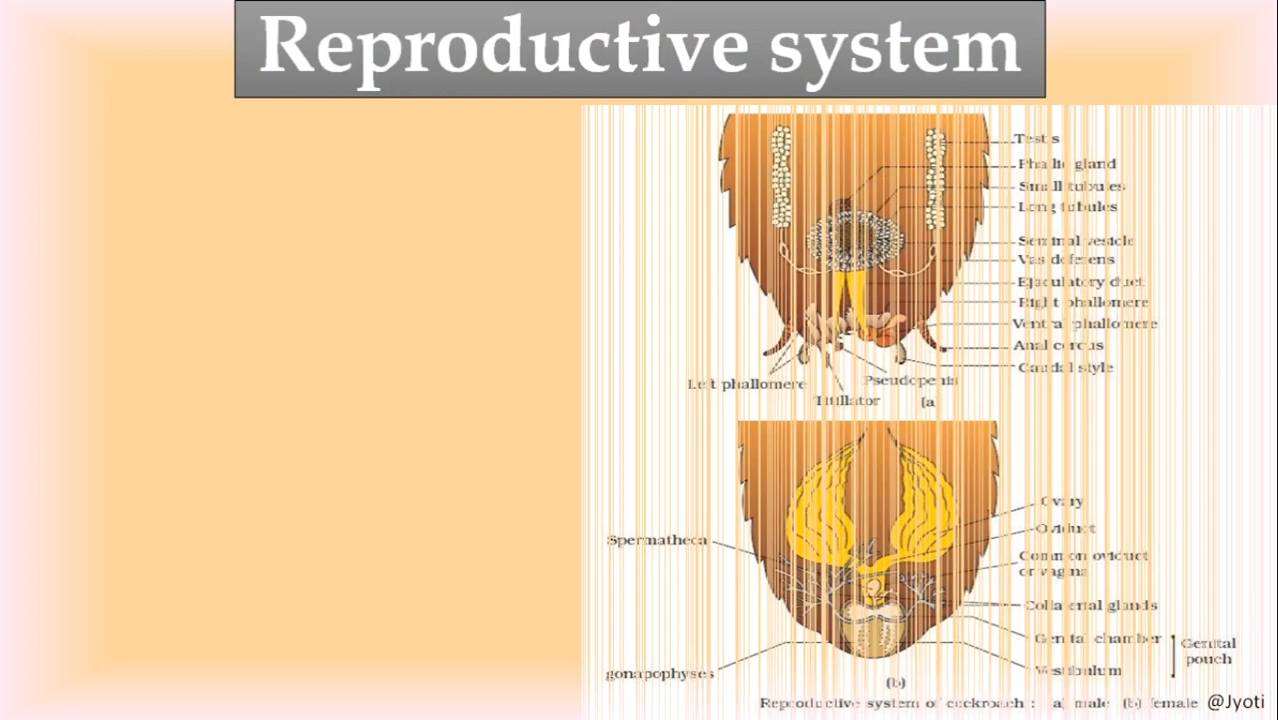 Reproductive system
Testis
Phallic gland
Small tubules
Long tubules
Seminal vesicle
Vas deferens
Ejaculatory duct
Right phallomere
Ventral phallomere
Anal cercus
Caudal style
Left phallomere
Pseudopenis
Titillator
(a
Ovary
Oviduct
Spermatheca
Common oviduct
or vagina
Collaterial glands
Genital chamber
Genital
pouch
Vestibulum
gonapophyses
(b)
Reproductive system of cockroach : (a) male (b) female
@Jyoti